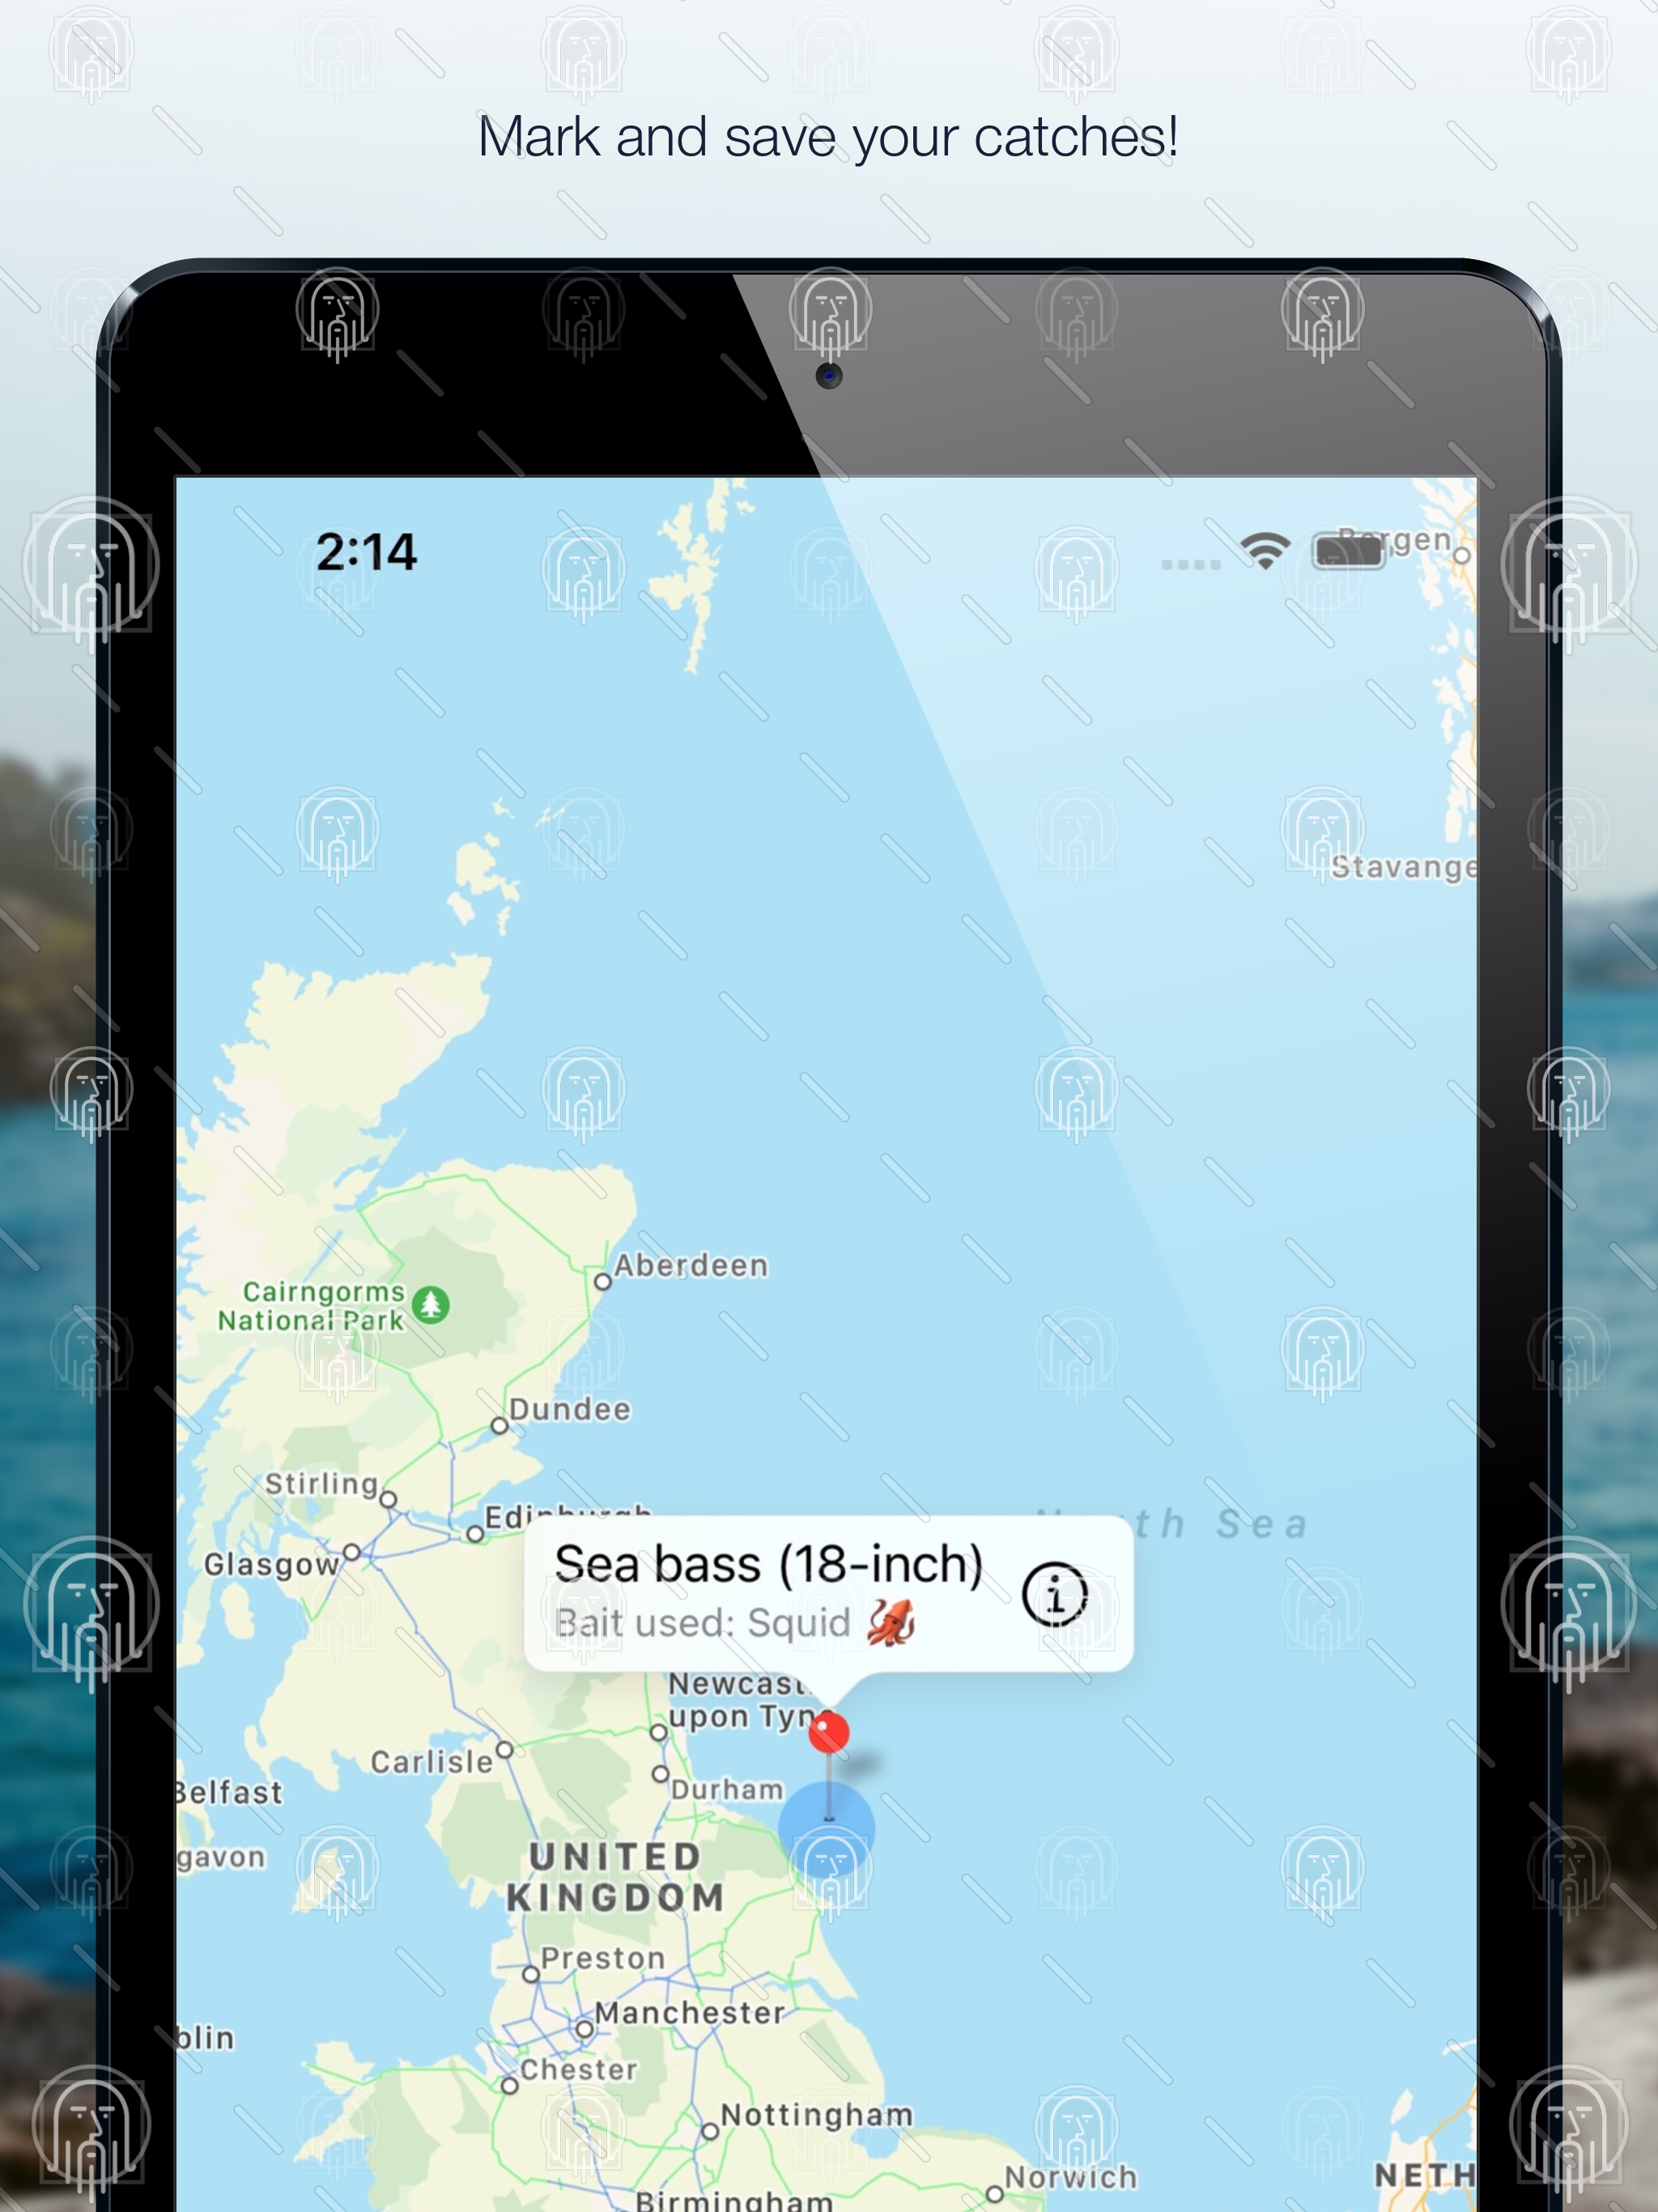 Mark and save your catches!
2:14
Bergen
Stavange
Aberdeen
Cairngorms
National Park
Dundee
Stirling
Edinburgh
North Sea
Glasgow
Sea bass (18-inch)
Bait used: Squid 🦑
Newcast
upon Tyne
Carlisle
Durham
Belfast
gavon
UNITED
KINGDOM
Preston
Manchester
blin
Chester
Nottingham
Norwich
NETH
Birmingham